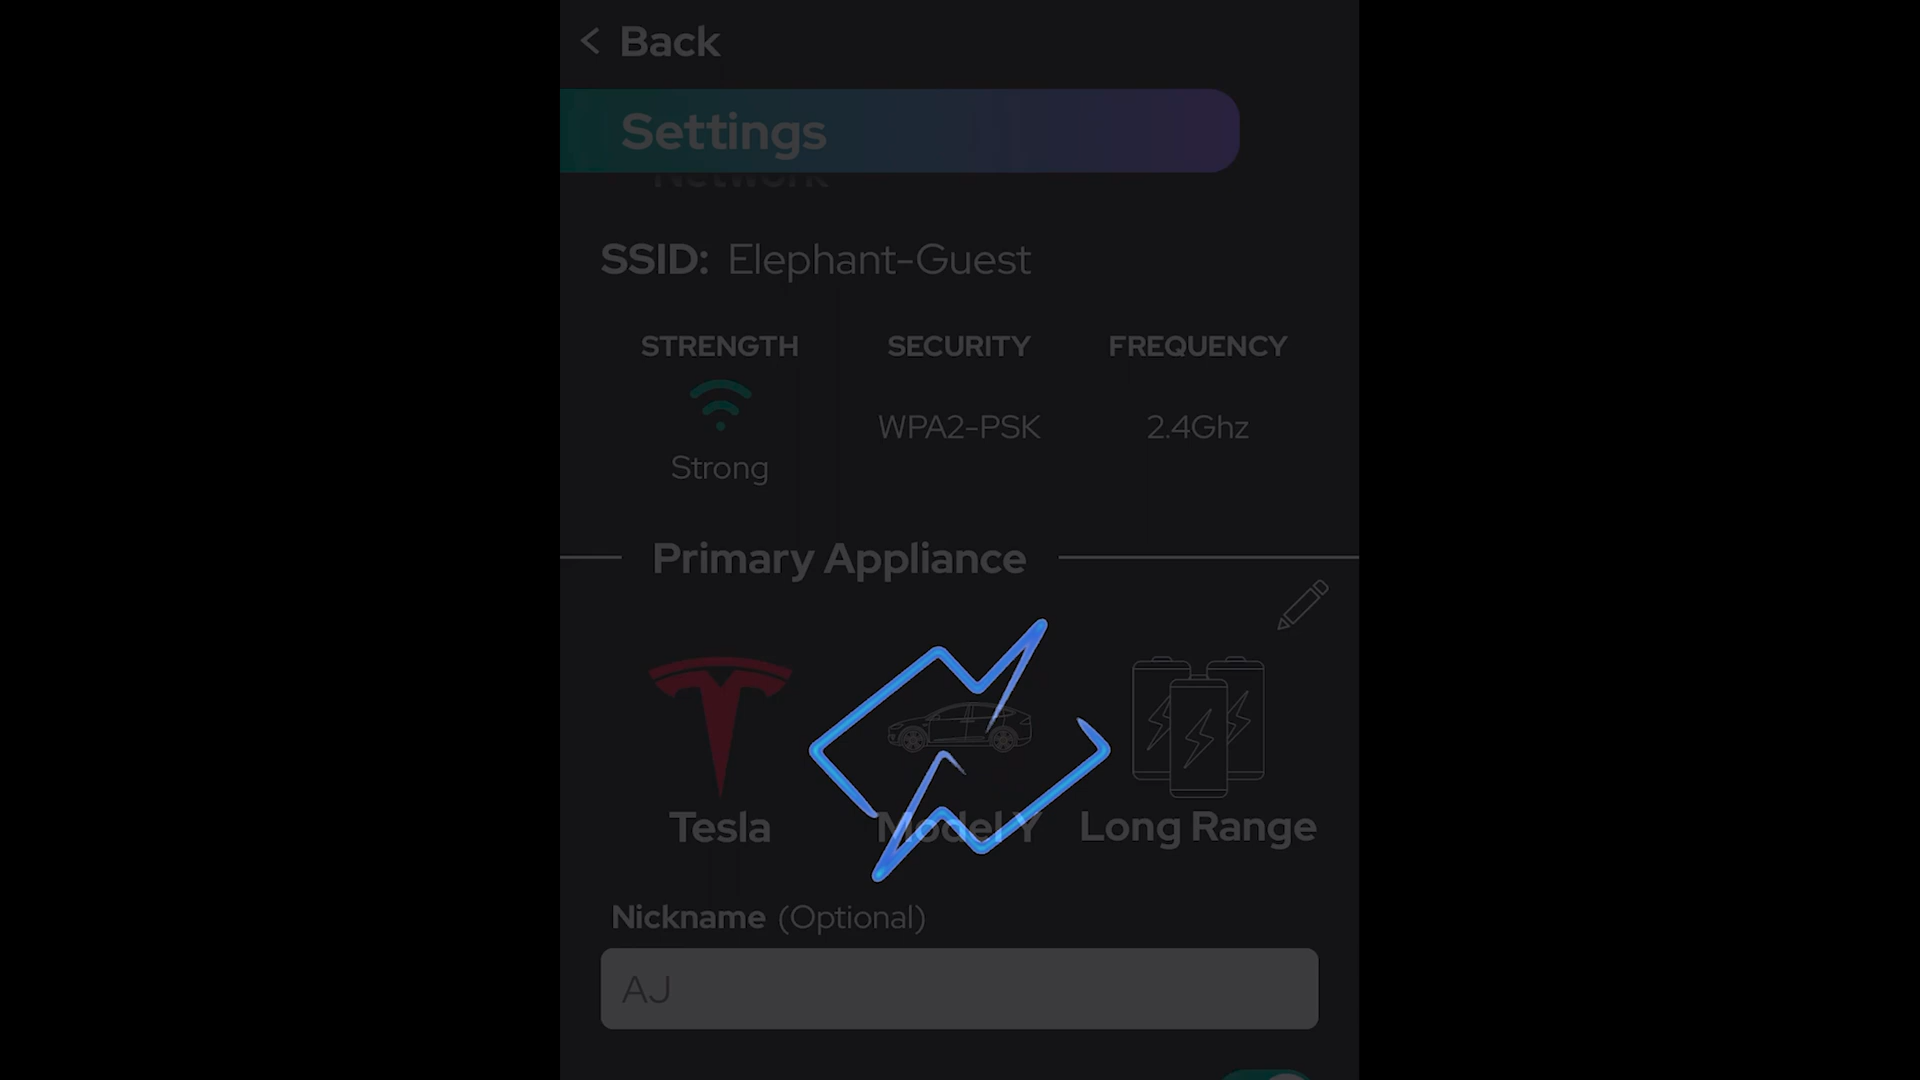 Back
Settings
Network
SSID: Elephant-Guest
STRENGTH SECURITY FREQUENCY
WPA2-PSK 2.4Ghz
Strong
Primary Appliance
Tesla Model Y Long Range
Nickname (Optional)
AJ